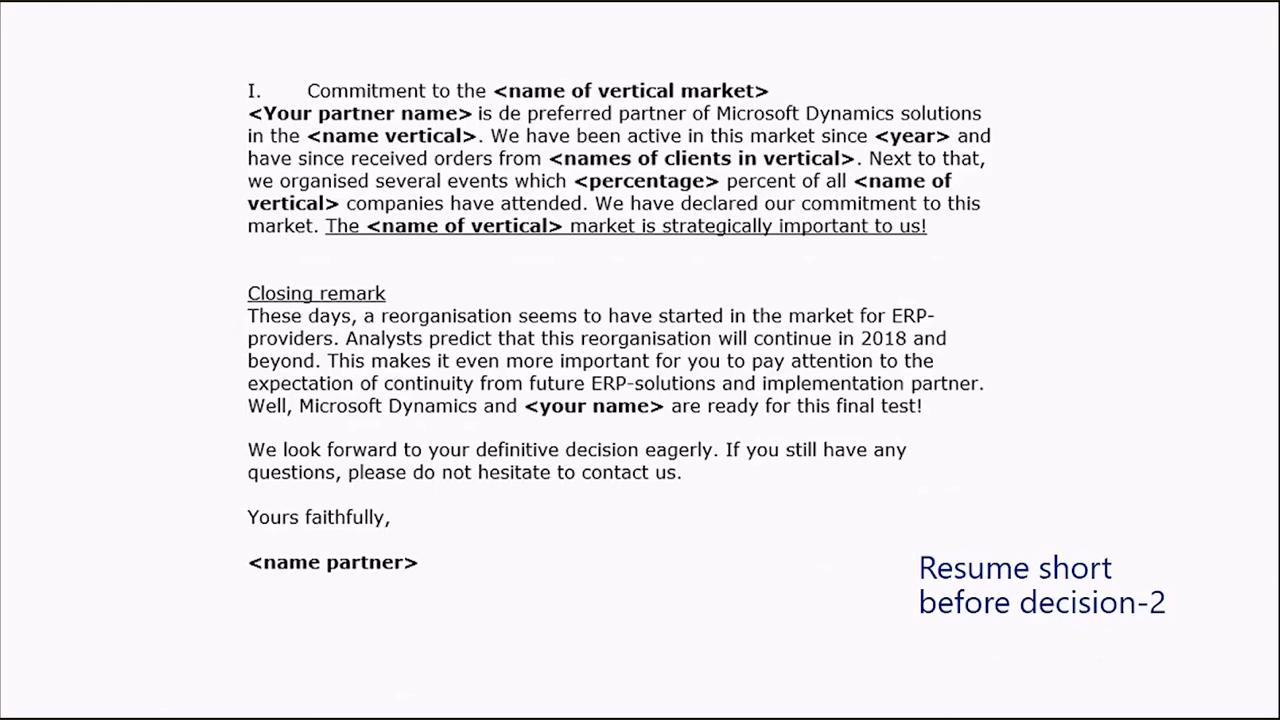 I. Commitment to the <name of vertical market>
<Your partner name> is de preferred partner of Microsoft Dynamics solutions
in the <name vertical>. We have been active in this market since <year> and
have since received orders from <names of clients in vertical>. Next to that,
we organised several events which <percentage> percent of all <name of
vertical> companies have attended. We have declared our commitment to this
market. The <name of vertical> market is strategically important to us!
Closing remark
These days, a reorganisation seems to have started in the market for ERP-
providers. Analysts predict that this reorganisation will continue in 2018 and
beyond. This makes it even more important for you to pay attention to the
expectation of continuity from future ERP-solutions and implementation partner.
Well, Microsoft Dynamics and <your name> are ready for this final test!
We look forward to your definitive decision eagerly. If you still have any
questions, please do not hesitate to contact us.
Yours faithfully,
<name partner>
Resume short
before decision-2